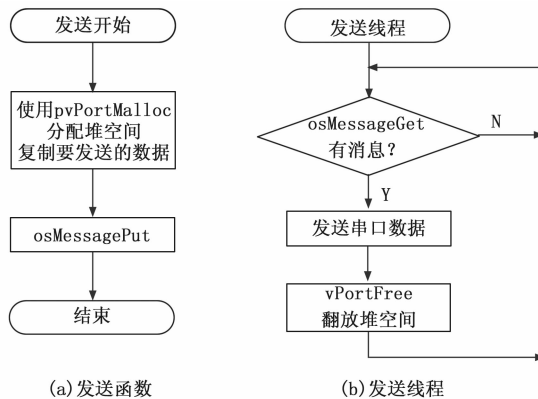 发送开始
使用pvPortMalloc
分配堆空间
复制要发送的数据
osMessagePut
结束
(a)发送函数
发送线程
osMessageGet
有消息?
N
Y
发送串口数据
vPortFree
翻放堆空间
(b)发送线程